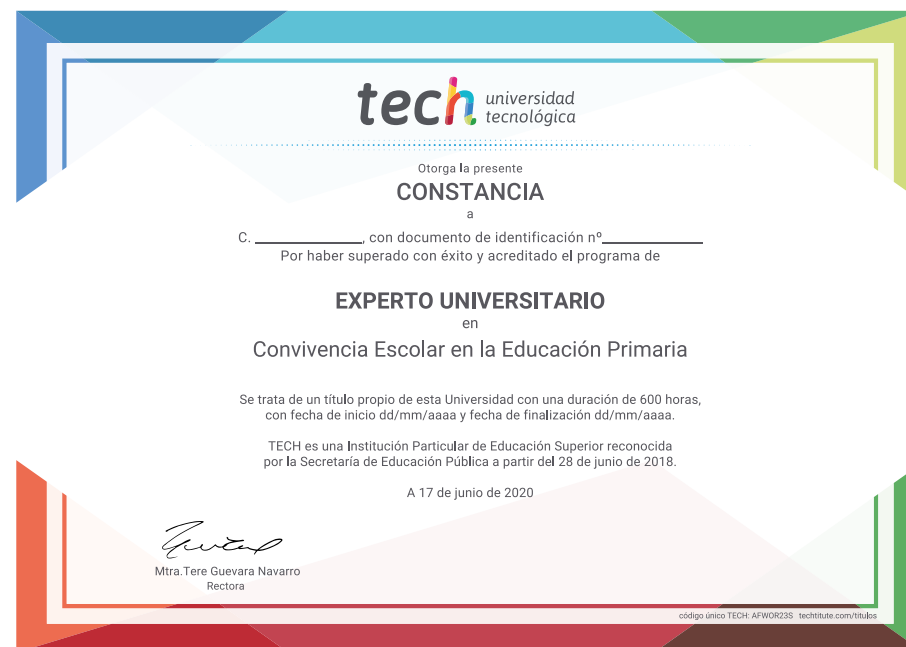 tech universidad
tecnológica
Otorga la presente
CONSTANCIA
a
C. ____________, con documento de identificación nº____________
Por haber superado con éxito y acreditado el programa de
EXPERTO UNIVERSITARIO
en
Convivencia Escolar en la Educación Primaria
Se trata de un título propio de esta Universidad con una duración de 600 horas,
con fecha de inicio dd/mm/aaaa y fecha de finalización dd/mm/aaaa.
TECH es una Institución Particular de Educación Superior reconocida
por la Secretaría de Educación Pública a partir del 28 de junio de 2018.
A 17 de junio de 2020
Mtra.Tere Guevara Navarro
Rectora
código único TECH: AFWOR23S techtitute.com/titulos